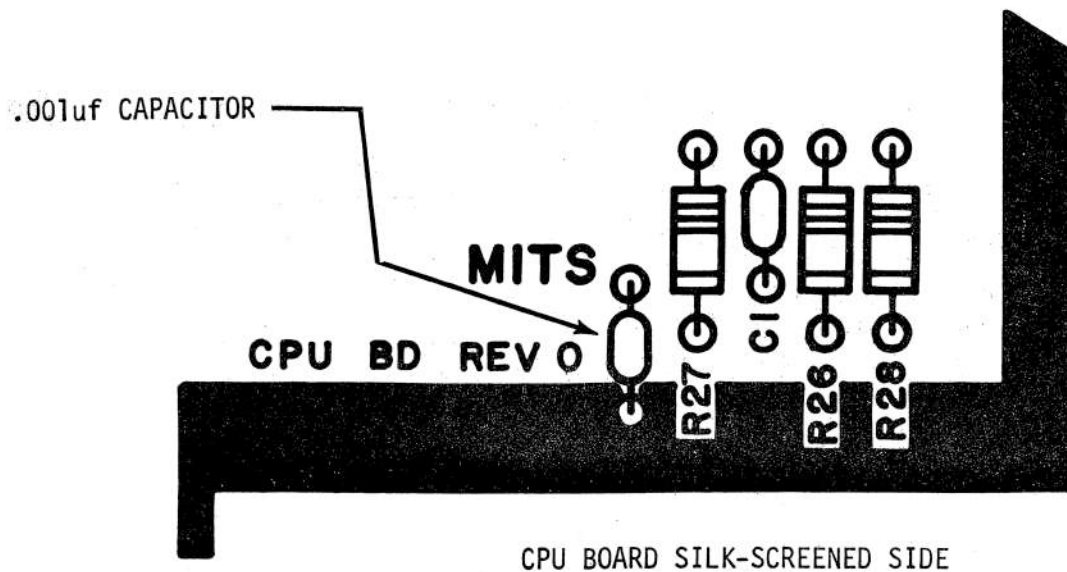 .001uf CAPACITOR
MITS
CPU BD REV 0
R27
C1
R26
R28
CPU BOARD SILK-SCREENED SIDE